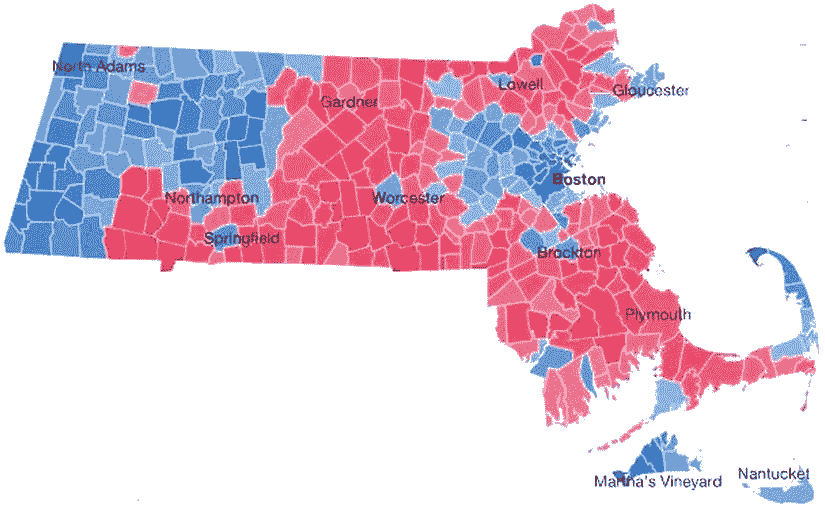 North Adams
Lowell
Gloucester
Gardner
Boston
Northampton
Worcester
Springfield
Brockton
Plymouth
Martha's Vineyard
Nantucket